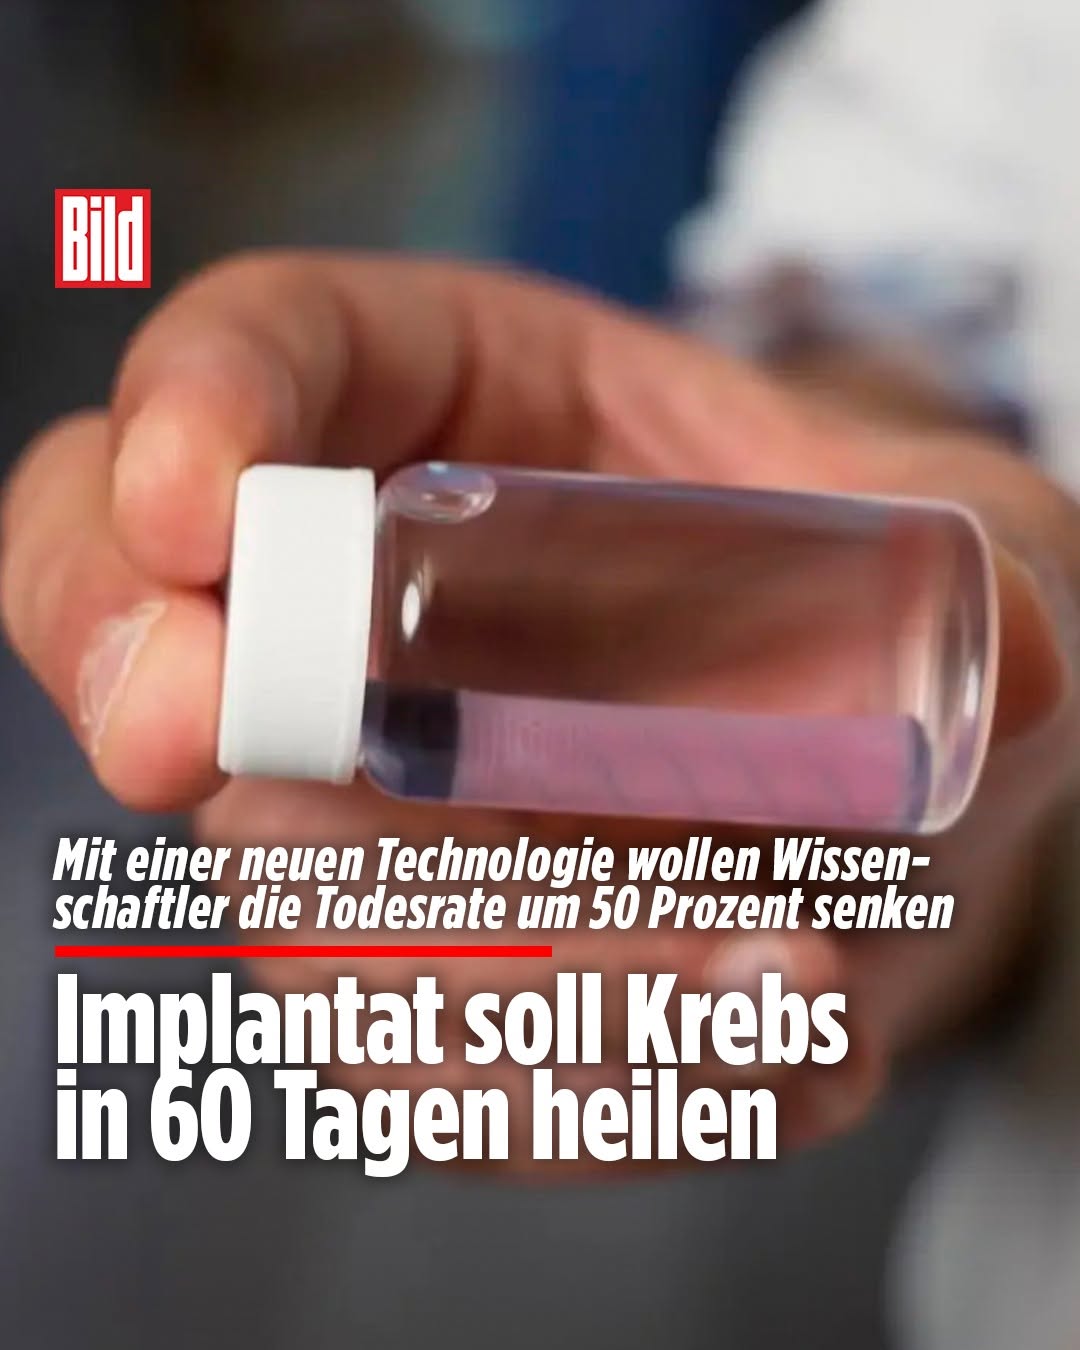 Bild
Mit einer neuen Technologie wollen Wissen-
schaftler die Todesrate um 50 Prozent senken
Implantat soll Krebs
in 60 Tagen heilen